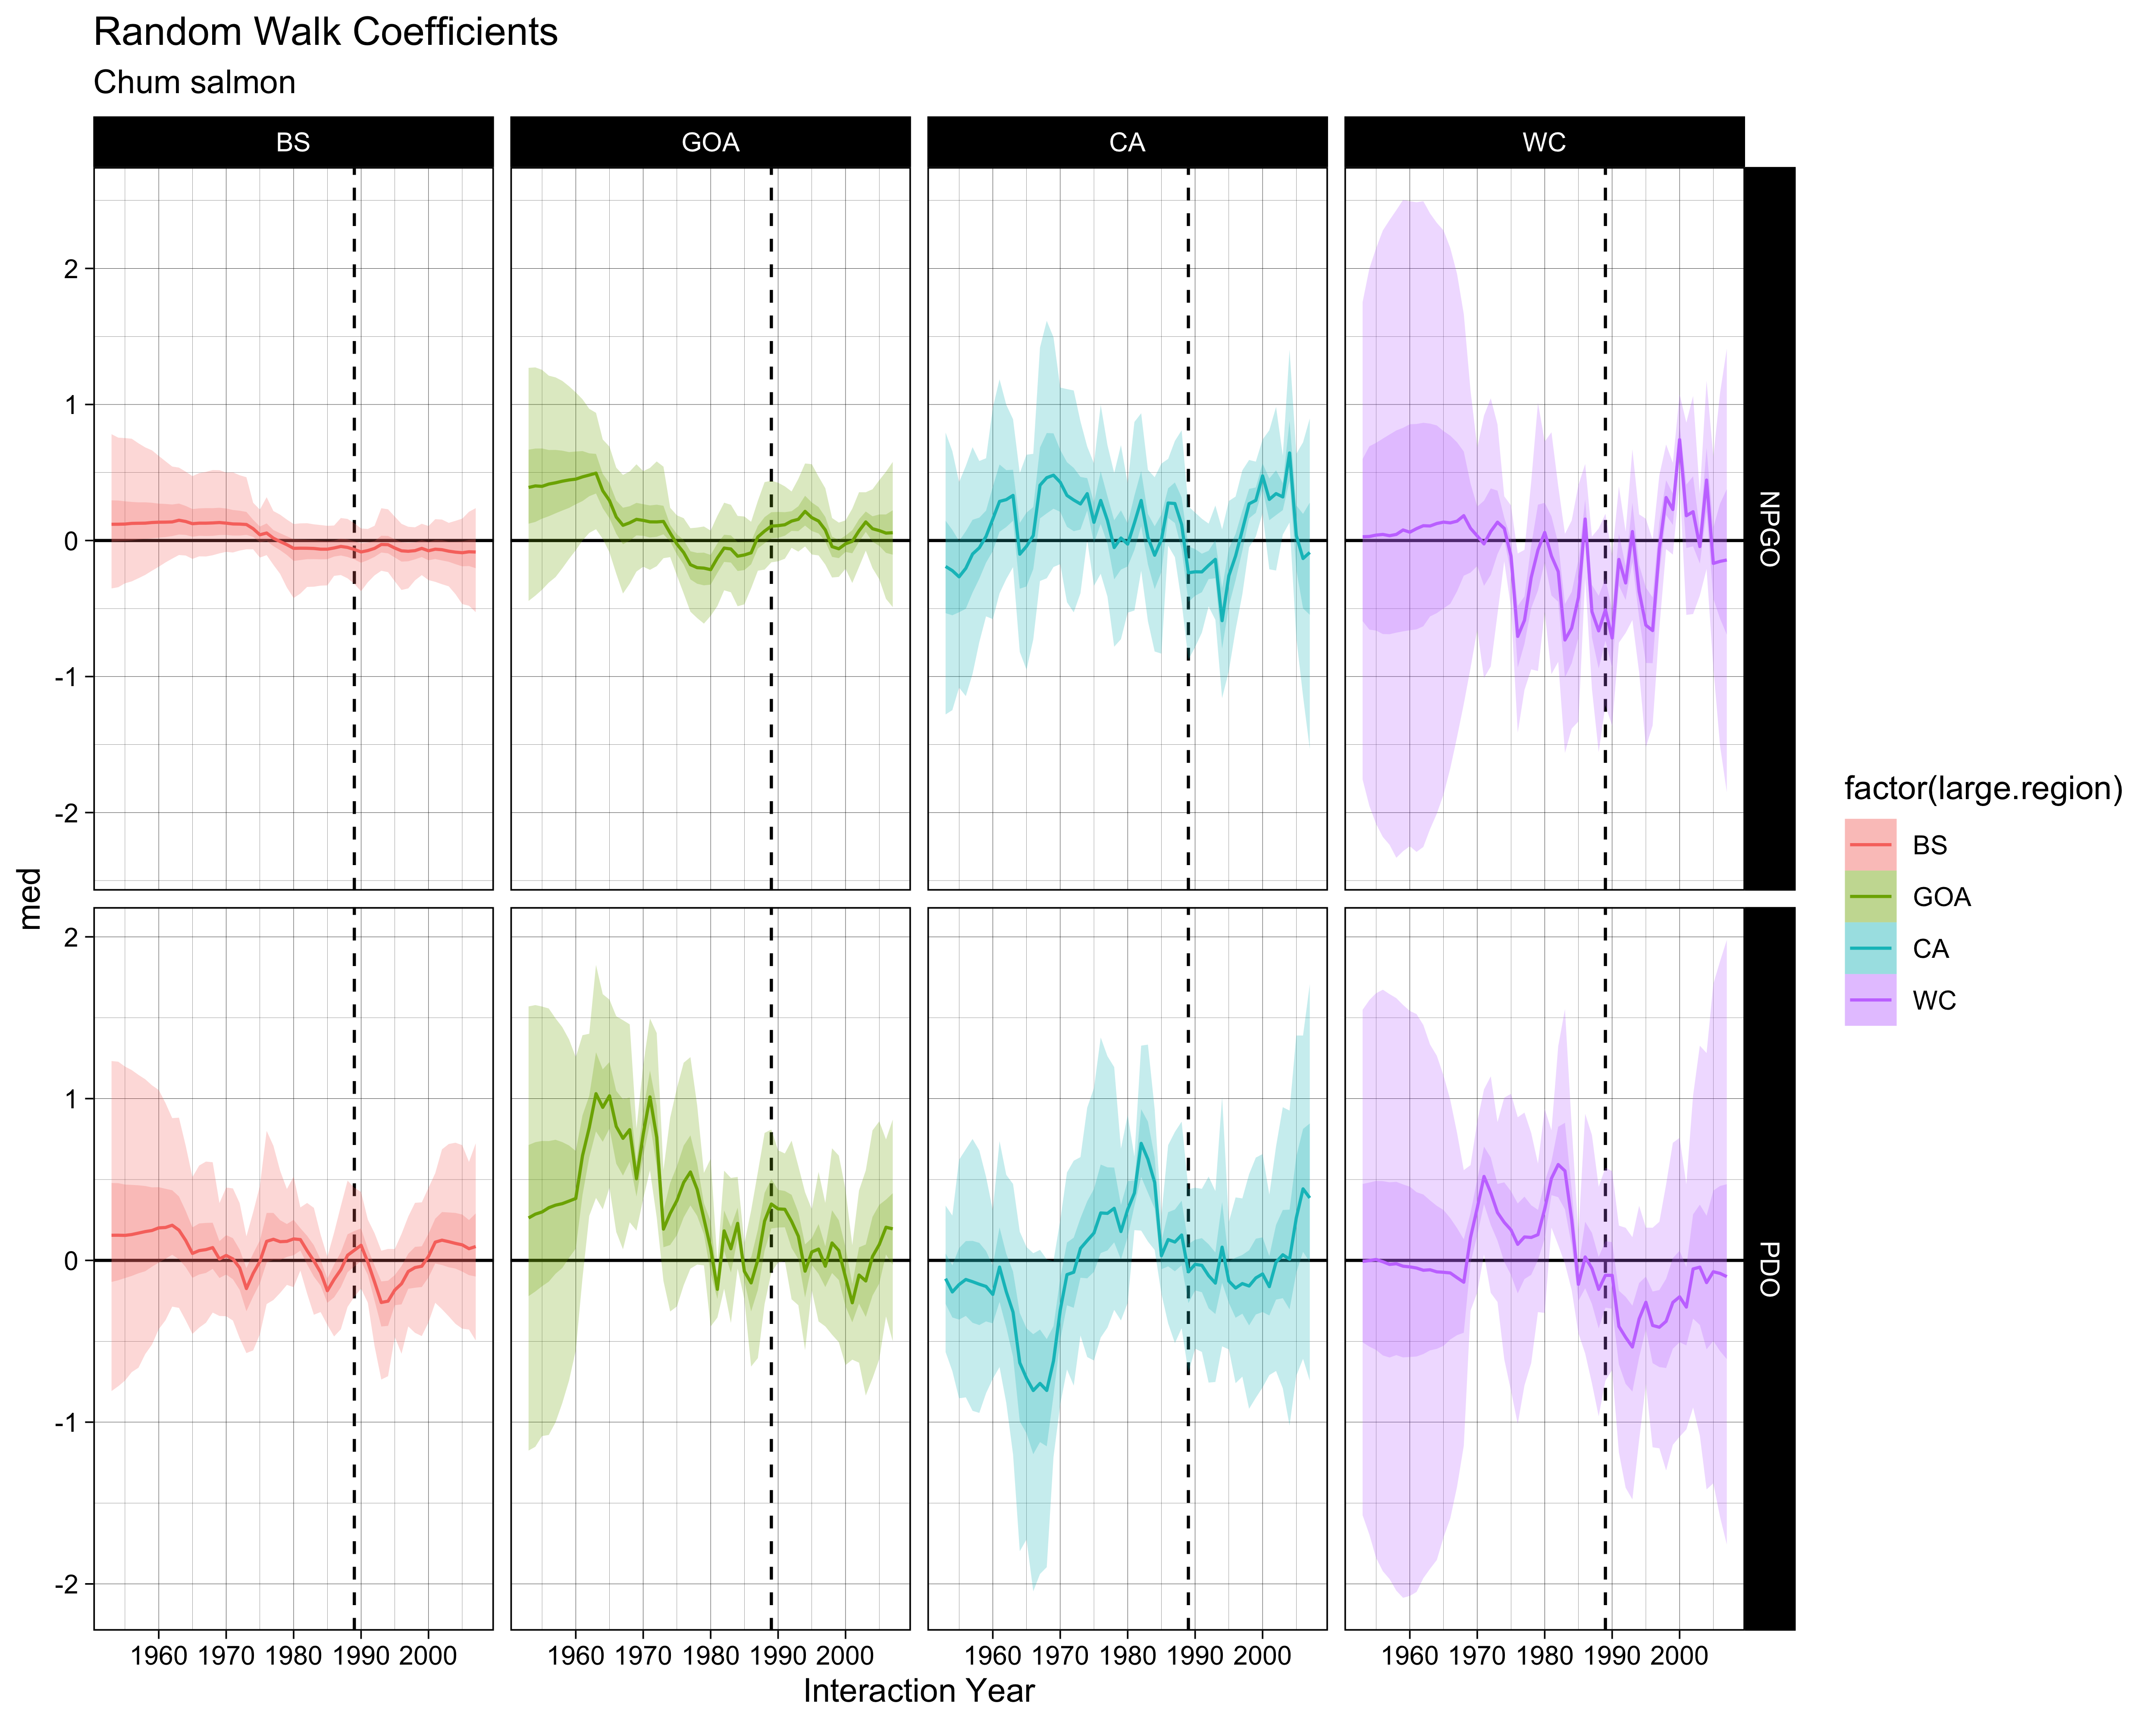 Random Walk Coefficients
Chum salmon
BS GOA CA WC
2
1
0
-1
-2
NPGO
2
1
0
-1
-2
PDO
med
1960 1970 1980 1990 2000 1960 1970 1980 1990 2000 1960 1970 1980 1990 2000 1960 1970 1980 1990 2000
Interaction Year
factor(large.region)
BS
GOA
CA
WC